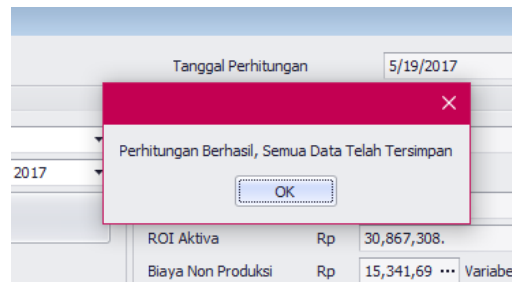 Tanggal Perhitungan 5/19/2017
Perhitungan Berhasil, Semua Data Telah Tersimpan
2017
OK
ROI Aktiva Rp 30,867,308.
Biaya Non Produksi Rp 15,341,69 ···